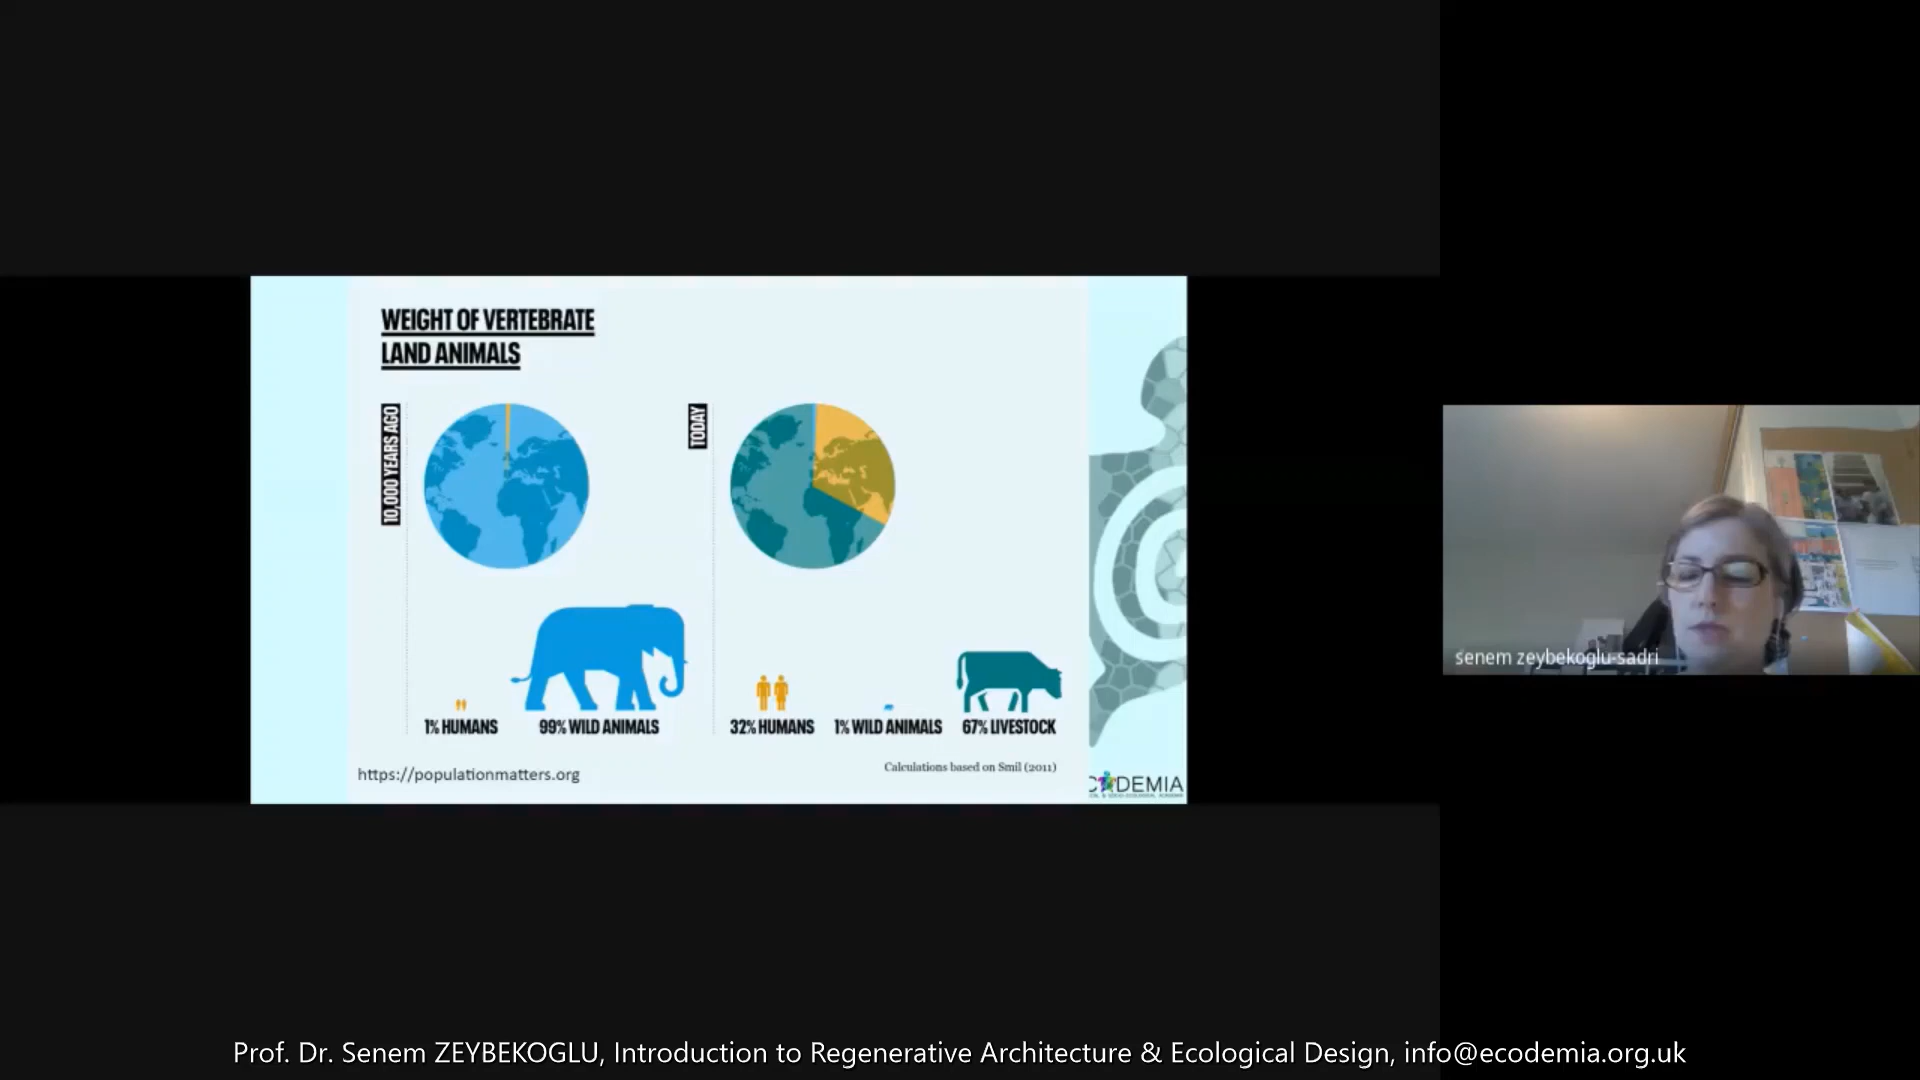 WEIGHT OF VERTEBRATE
LAND ANIMALS
10,000 YEARS AGO
TODAY
1% HUMANS
99% WILD ANIMALS
32% HUMANS
1% WILD ANIMALS
67% LIVESTOCK
https://populationmatters.org
Calculations based on Smil (2011)
DEMIA
senem zeybekoglu-sadri
Prof. Dr. Senem ZEYBEKOGLU, Introduction to Regenerative Architecture & Ecological Design, info@ecodemia.org.uk